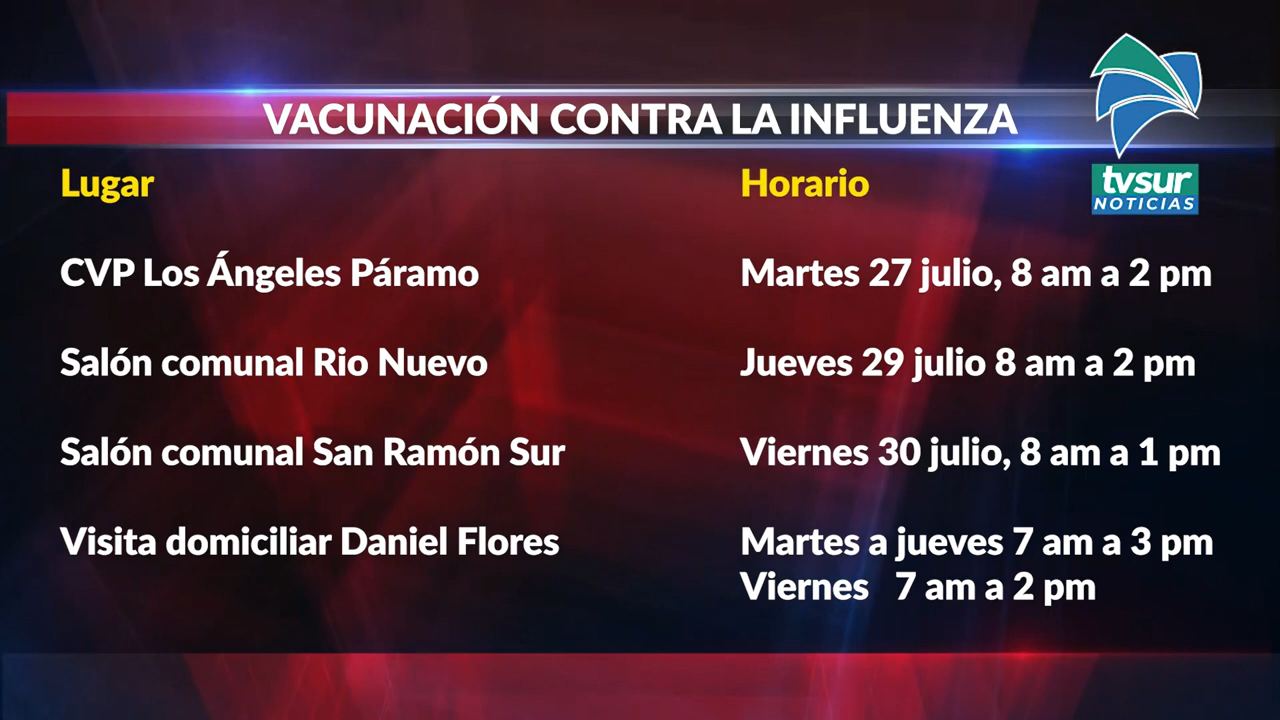 VACUNACIÓN CONTRA LA INFLUENZA
tvsur
NOTICIAS
Lugar
Horario
CVP Los Ángeles Páramo
Martes 27 julio, 8 am a 2 pm
Salón comunal Rio Nuevo
Jueves 29 julio 8 am a 2 pm
Salón comunal San Ramón Sur
Viernes 30 julio, 8 am a 1 pm
Visita domiciliar Daniel Flores
Martes a jueves 7 am a 3 pm
Viernes 7 am a 2 pm